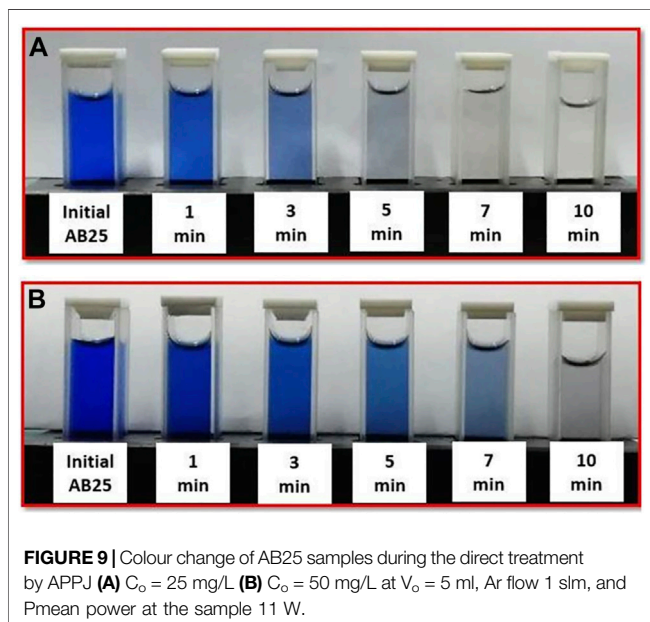 A
Initial
AB25
1
min
3
min
5
min
7
min
10
min
B
Initial
AB25
1
min
3
min
5
min
7
min
10
min
FIGURE 9 | Colour change of AB25 samples during the direct treatment
by APPJ (A) Co = 25 mg/L (B) Co = 50 mg/L at Vo = 5 ml, Ar flow 1 slm, and
Pmean power at the sample 11 W.